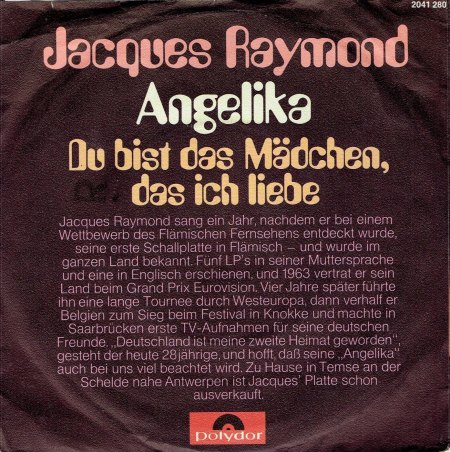 2041 280
Jacques Raymond
Angelika
Du bist das Mädchen,
das ich liebe
Jacques Raymond sang ein Jahr, nachdem er bei einem
Wettbewerb des Flämischen Fernsehens entdeckt wurde,
seine erste Schallplatte in Flämisch – und wurde im
ganzen Land bekannt. Fünf LP's in seiner Muttersprache
und eine in Englisch erschienen, und 1963 vertrat er sein
Land beim Grand Prix Eurovision. Vier Jahre später führte
ihn eine lange Tournee durch Westeuropa, dann verhalf er
Belgien zum Sieg beim Festival in Knokke und machte in
Saarbrücken erste TV-Aufnahmen für seine deutschen
Freunde. „Deutschland ist meine zweite Heimat geworden“,
gesteht der heute 28jährige, und hofft, daß seine „Angelika“
auch bei uns viel beachtet wird. Zu Hause in Temse an der
Schelde nahe Antwerpen ist Jacques' Platte schon
ausverkauft.
polydor